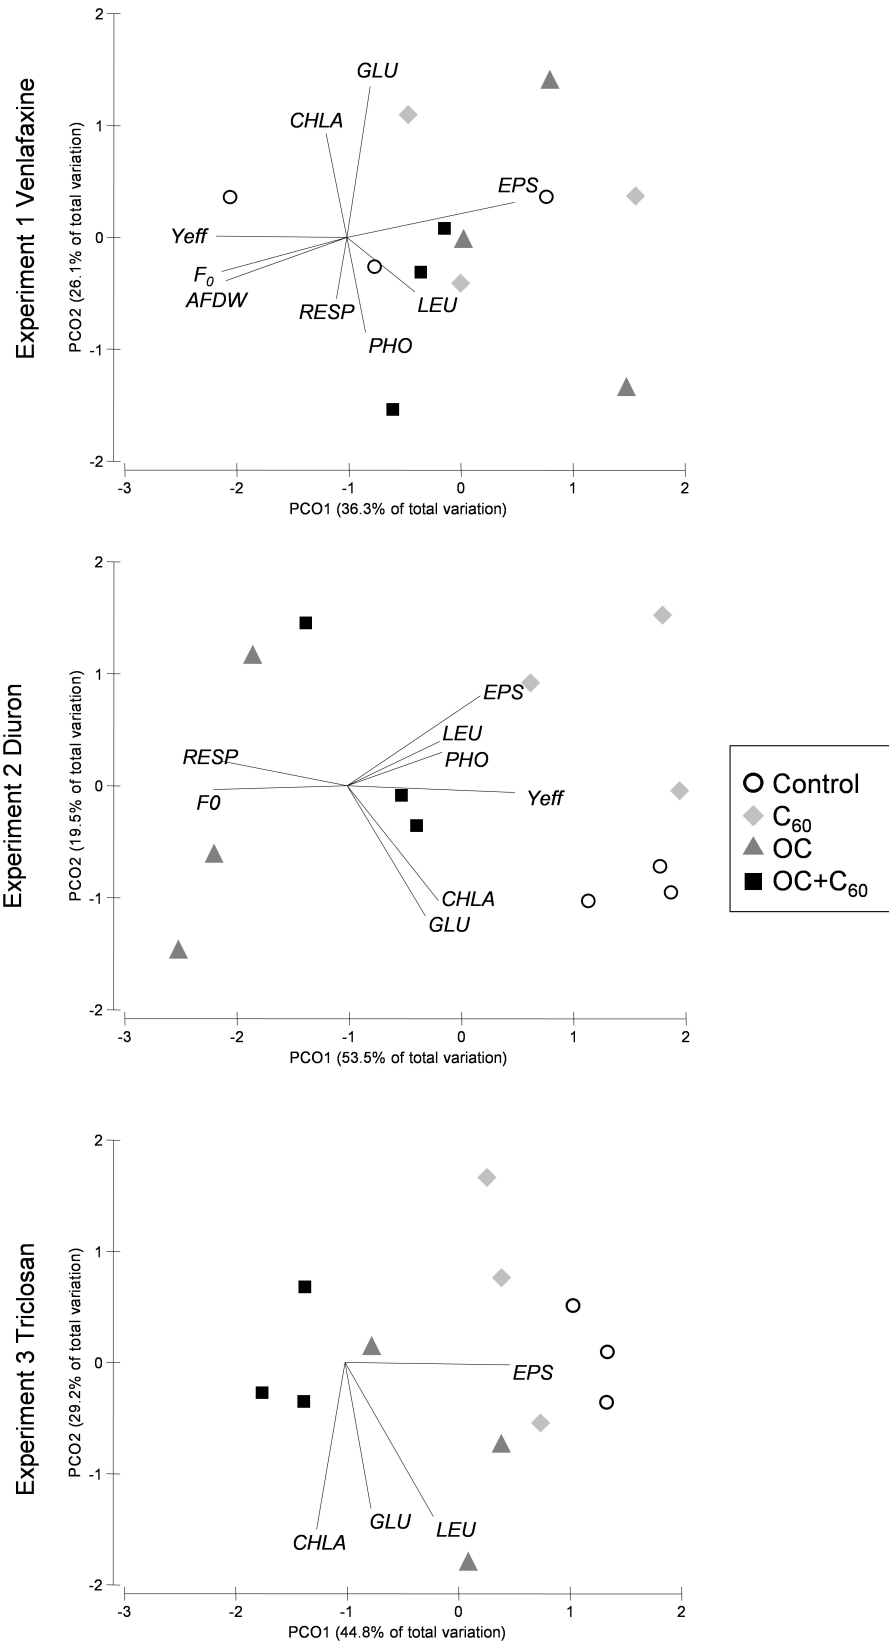 Experiment 1 Venlafaxine
PCO2 (26.1% of total variation)
2
1
0
-1
-2
GLU
CHLA
EPS
Yeff
F0
AFDW
RESP
LEU
PHO
-3 -2 -1 0 1 2
PCO1 (36.3% of total variation)
Experiment 2 Diuron
PCO2 (19.5% of total variation)
2
1
0
-1
-2
EPS
LEU
PHO
RESP
F0
Yeff
CHLA
GLU
-3 -2 -1 0 1 2
PCO1 (53.5% of total variation)
Control
C60
OC
OC+C60
Experiment 3 Triclosan
PCO2 (29.2% of total variation)
2
1
0
-1
-2
EPS
GLU
LEU
CHLA
-3 -2 -1 0 1 2
PCO1 (44.8% of total variation)